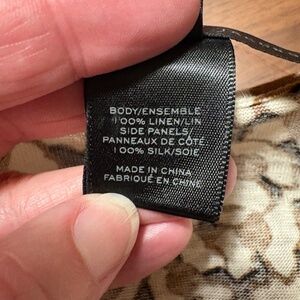 BODY/ENSEMBLE
100% LINEN/LIN
SIDE PANELS/
PANNEAUX DE CÔTÉ
100% SILK/SOIE
MADE IN CHINA
FABRIQUÉ EN CHINE